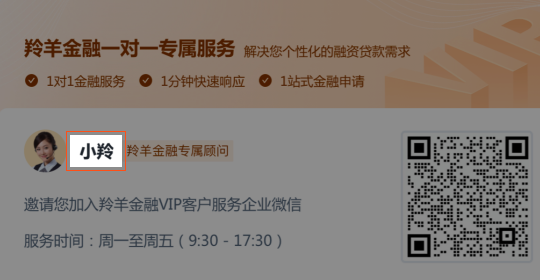 羚羊金融一对一专属服务 解决您个性化的融资贷款需求
1对1金融服务 1分钟快速响应 1站式金融申请
小羚 羚羊金融专属顾问
邀请您加入羚羊金融VIP客户服务企业微信
服务时间：周一至周五（9:30 - 17:30）